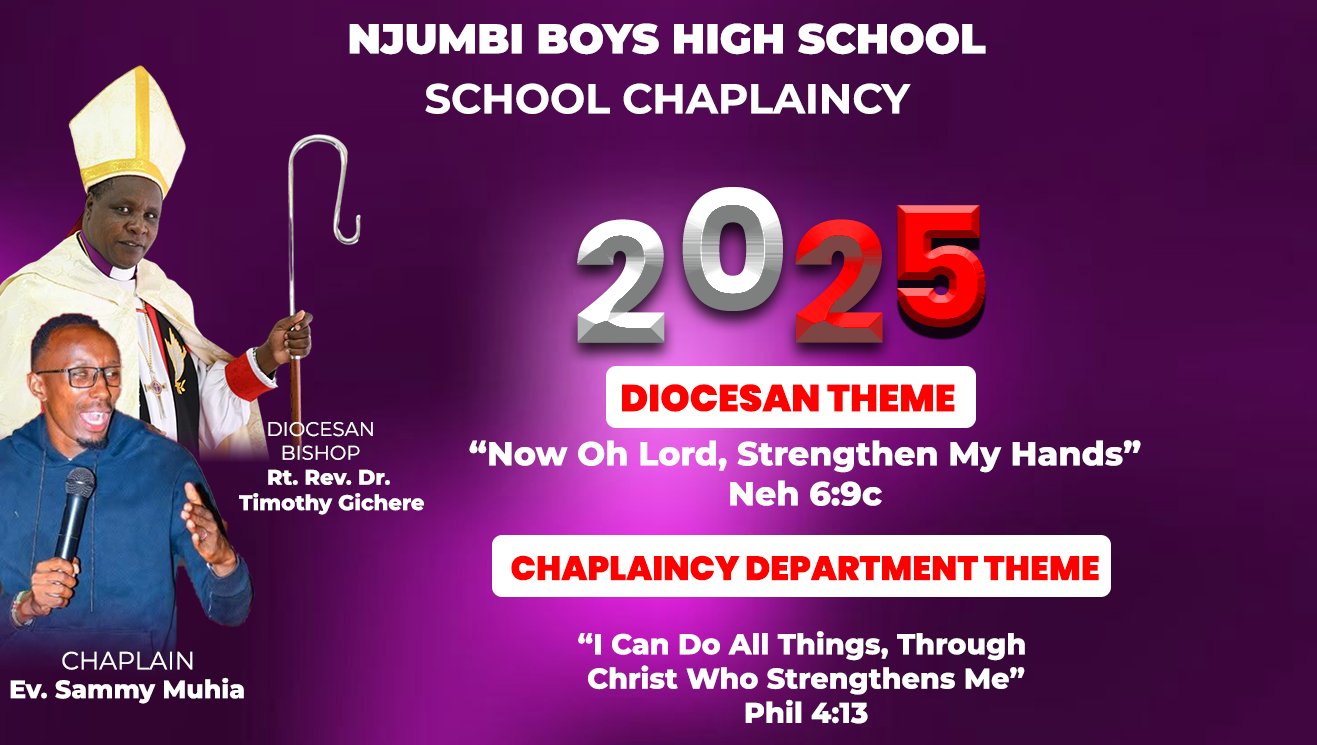 NJUMBI BOYS HIGH SCHOOL
SCHOOL CHAPLAINCY
2025
DIOCESAN THEME
“Now Oh Lord, Strengthen My Hands”
Neh 6:9c
DIOCESAN
BISHOP
Rt. Rev. Dr.
Timothy Gichere
CHAPLAINCY DEPARTMENT THEME
“I Can Do All Things, Through
Christ Who Strengthens Me”
Phil 4:13
CHAPLAIN
Ev. Sammy Muhia